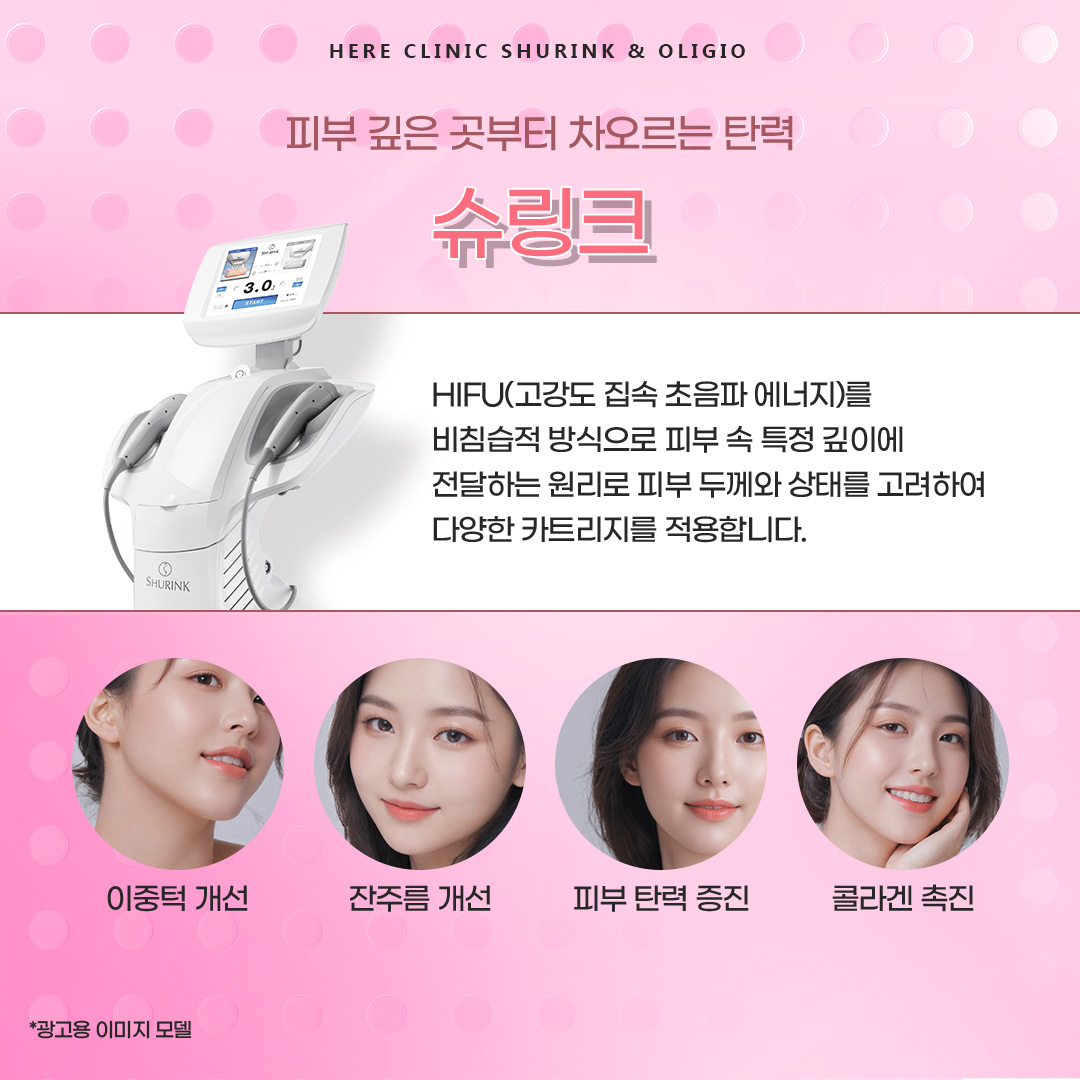 HERE CLINIC SHURINK & OLIGIO
피부 깊은 곳부터 차오르는 탄력
슈링크
SHURINK
3.0J
START
HIFU(고강도 집속 초음파 에너지)를
비침습적 방식으로 피부 속 특정 깊이에
전달하는 원리로 피부 두께와 상태를 고려하여
다양한 카트리지를 적용합니다.
SHURINK
이중턱 개선
잔주름 개선
피부 탄력 증진
콜라겐 촉진
*광고용 이미지 모델